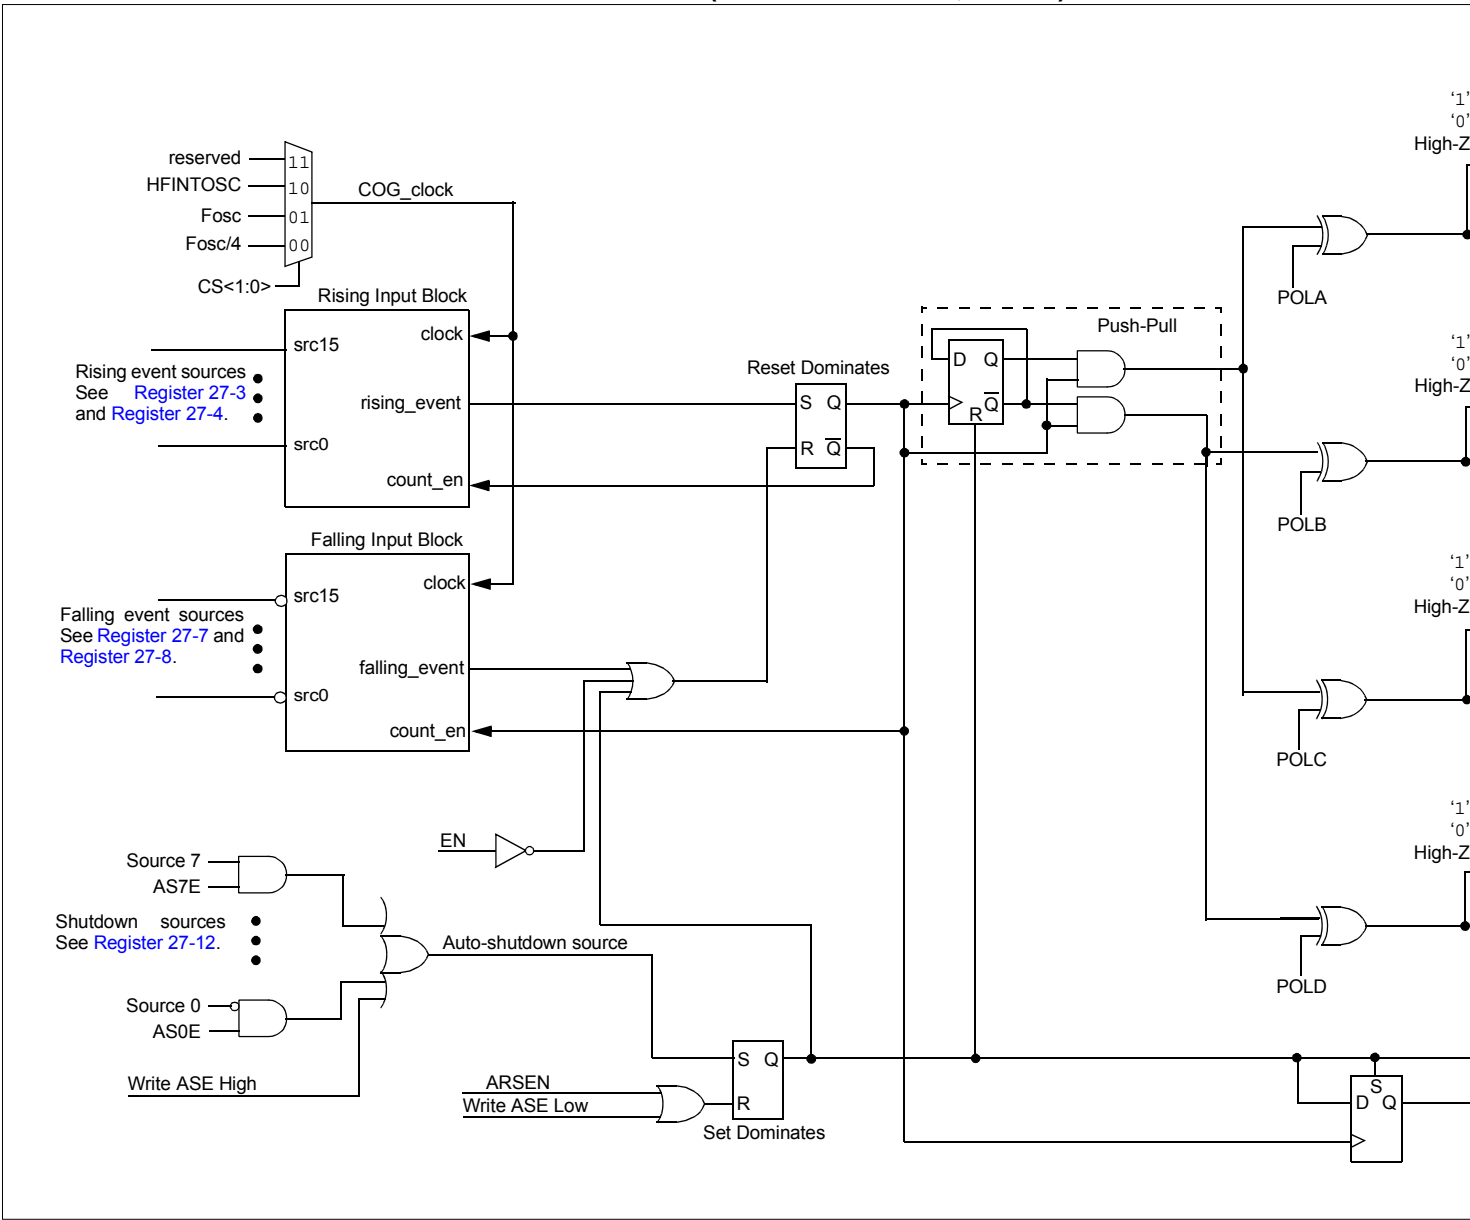 ‘1’
‘0’
High-Z
reserved
11
HFINTOSC
10
COG_clock
Fosc
01
Fosc/4
00
CS<1:0>
POLA
Rising Input Block
clock
src15
Rising event sources
See Register 27-3
and Register 27-4.
rising_event
src0
count_en
Reset Dominates
S Q
R Q
Push-Pull
D Q
Q
R
‘1’
‘0’
High-Z
POLB
Falling Input Block
clock
src15
Falling event sources
See Register 27-7 and
Register 27-8.
falling_event
src0
count_en
‘1’
‘0’
High-Z
POLC
EN
Source 7
AS7E
Shutdown sources
See Register 27-12.
Auto-shutdown source
Source 0
AS0E
Write ASE High
‘1’
‘0’
High-Z
POLD
ARSEN
Write ASE Low
S Q
R
Set Dominates
S
D Q